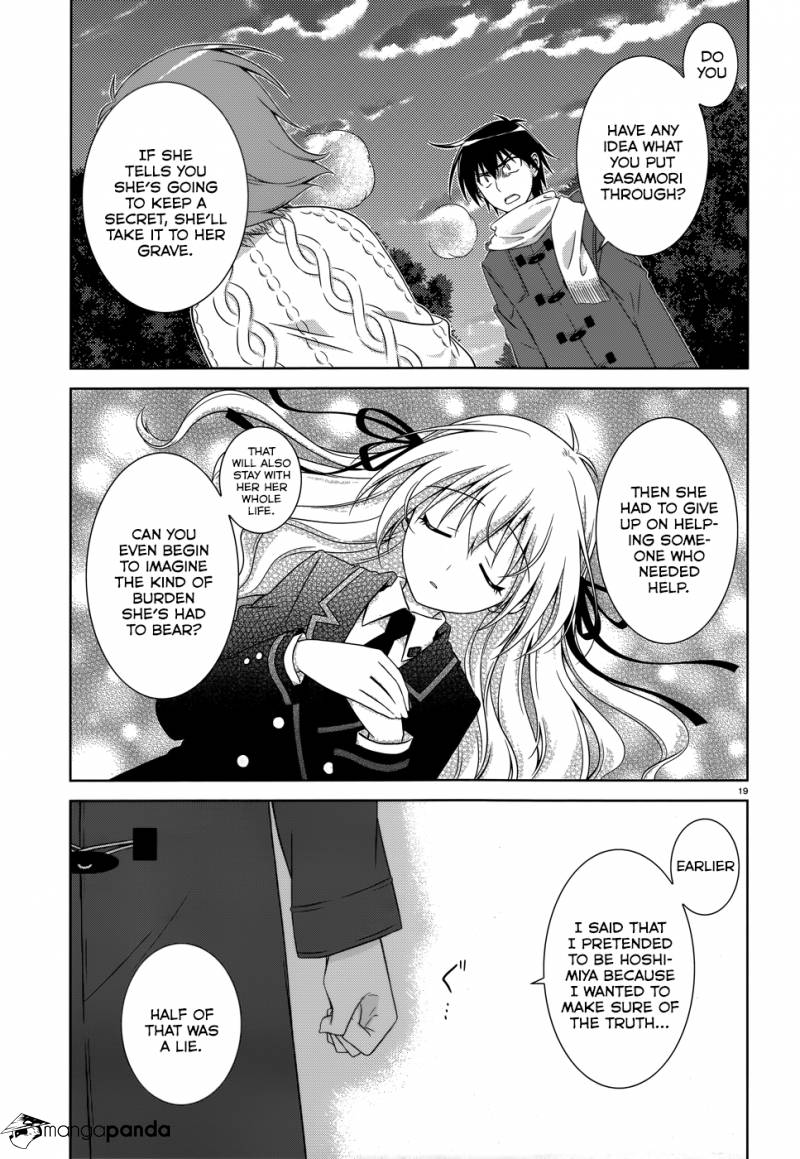 DO
YOU
HAVE ANY
IDEA WHAT
YOU PUT
SASAMORI
THROUGH?
IF SHE
TELLS YOU
SHE'S GOING
TO KEEP A
SECRET, SHE'LL
TAKE IT TO HER
GRAVE.
THEN SHE
HAD TO GIVE
UP ON HELP-
ING SOME-
ONE WHO
NEEDED
HELP.
THAT
WILL ALSO
STAY WITH
HER HER
WHOLE
LIFE.
CAN YOU
EVEN BEGIN
TO IMAGINE
THE KIND OF
BURDEN
SHE'S HAD
TO BEAR?
19
EARLIER
I SAID THAT
I PRETENDED
TO BE HOSHI-
MIYA BECAUSE
I WANTED TO
MAKE SURE OF
THE TRUTH...
ぐ…
HALF OF
THAT WAS
A LIE.
mangapanda